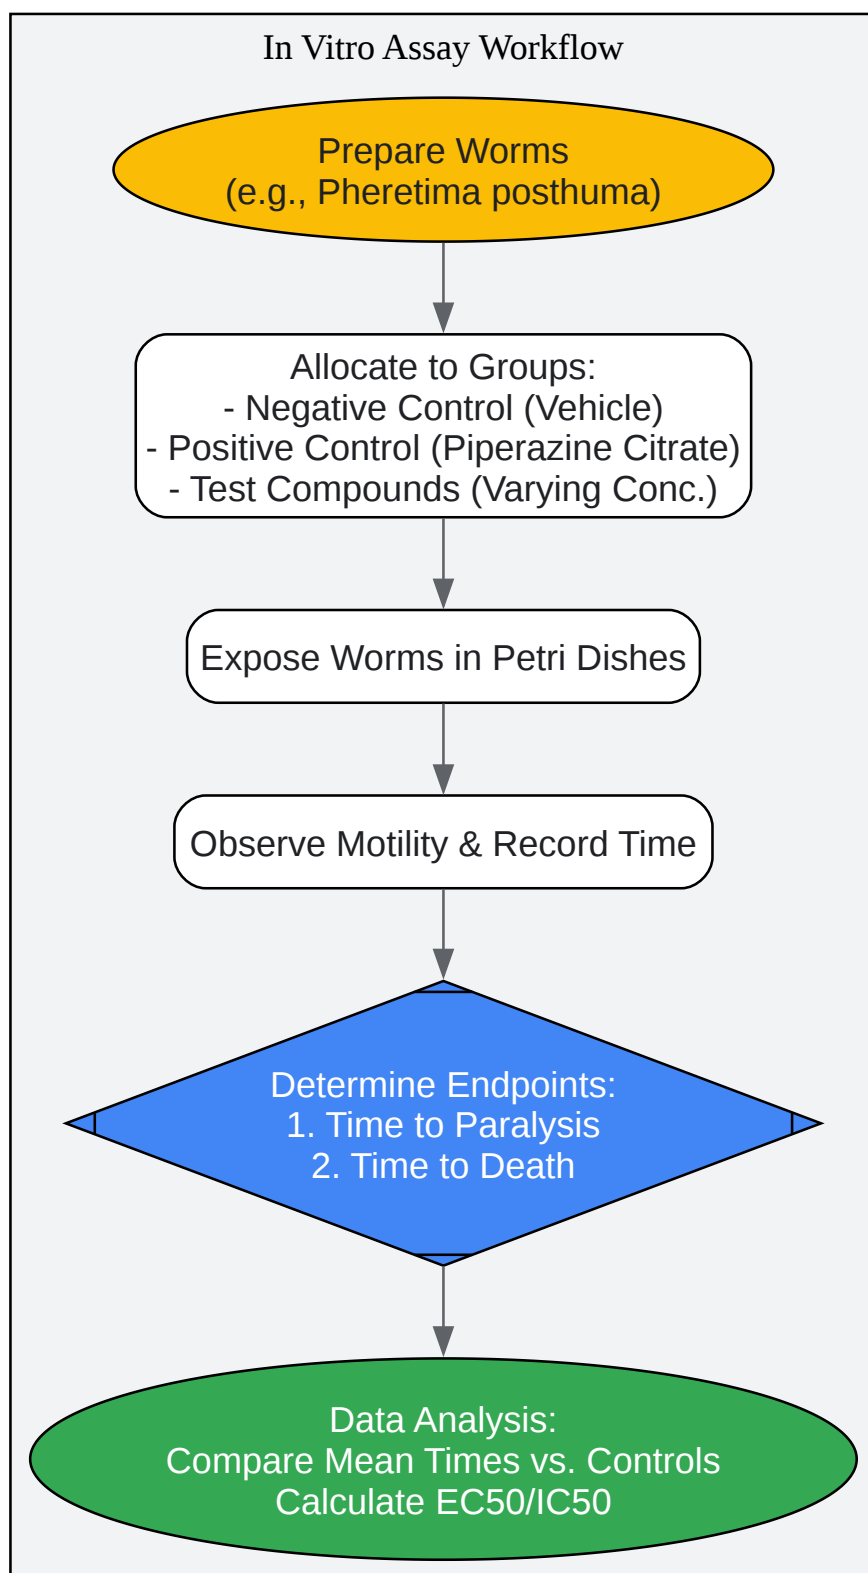 In Vitro Assay Workflow
Prepare Worms
(e.g., Pheretima posthuma)
Allocate to Groups:
- Negative Control (Vehicle)
- Positive Control (Piperazine Citrate)
- Test Compounds (Varying Conc.)
Expose Worms in Petri Dishes
Observe Motility & Record Time
Determine Endpoints:
1. Time to Paralysis
2. Time to Death
Data Analysis:
Compare Mean Times vs. Controls
Calculate EC50/IC50